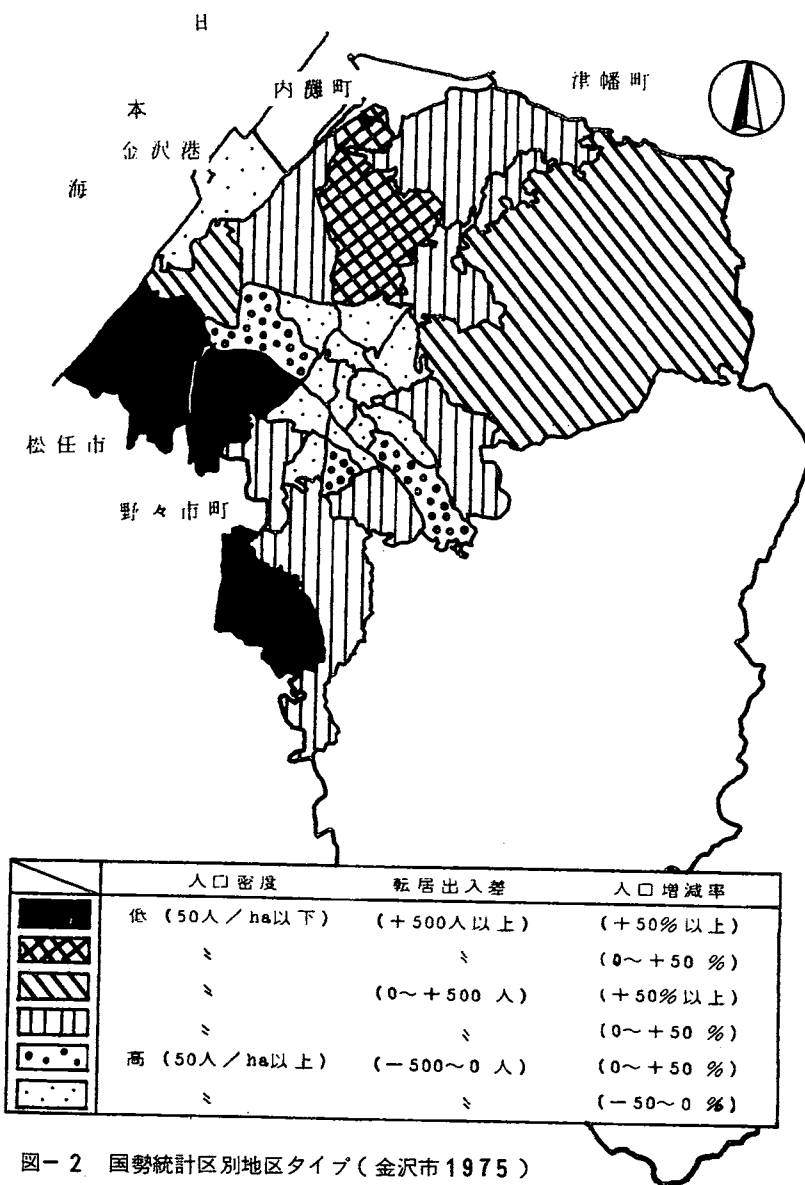 日
本
海
内灘町
津幡町
金沢港
松任市
野々市町
人口密度 転居出入差 人口増減率
低 (50人/ha以下) (+500人以上) (+50%以上)
〃 〃 (0~+50 %)
〃 (0~+500 人) (+50%以上)
〃 〃 (0~+50 %)
高 (50人/ha以上) (-500~0 人) (0~+50 %)
〃 〃 (-50~0 %)
図-2 国勢統計区別地区タイプ(金沢市1975)